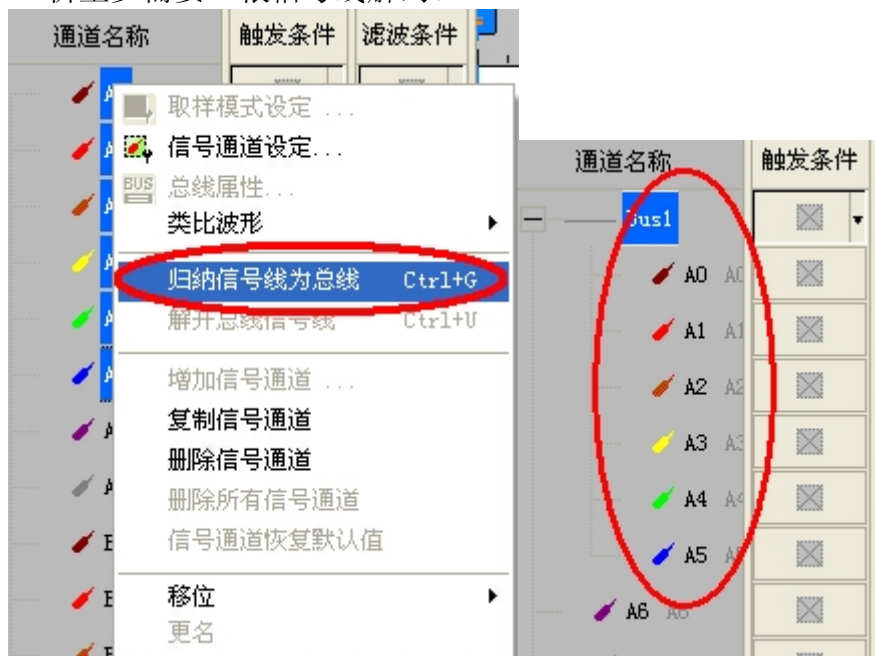 通道名称 触发条件 滤波条件
取样模式设定 ...
信号通道设定...
BUS 总线属性...
类比波形
归纳信号线为总线 Ctrl+G
解开总线信号线 Ctrl+U
增加信号通道 ...
复制信号通道
删除信号通道
删除所有信号通道
信号通道恢复默认值
移位
更名
通道名称 触发条件
Bus1
A0
A1 A1
A2 A2
A3
A4
A5
A6 A6